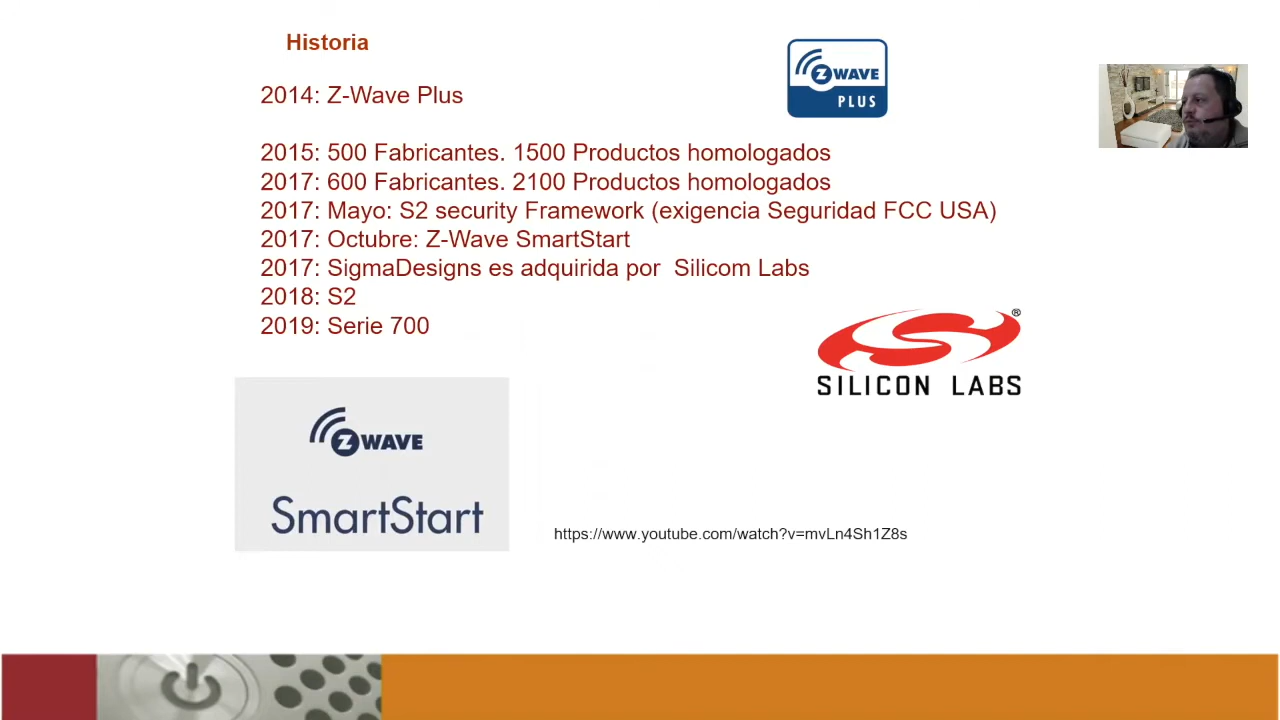 Historia
2014: Z-Wave Plus
Z WAVE
PLUS
2015: 500 Fabricantes. 1500 Productos homologados
2017: 600 Fabricantes. 2100 Productos homologados
2017: Mayo: S2 security Framework (exigencia Seguridad FCC USA)
2017: Octubre: Z-Wave SmartStart
2017: SigmaDesigns es adquirida por  Silicom Labs
2018: S2
2019: Serie 700
®
SILICON LABS
Z WAVE
SmartStart
https://www.youtube.com/watch?v=mvLn4Sh1Z8s